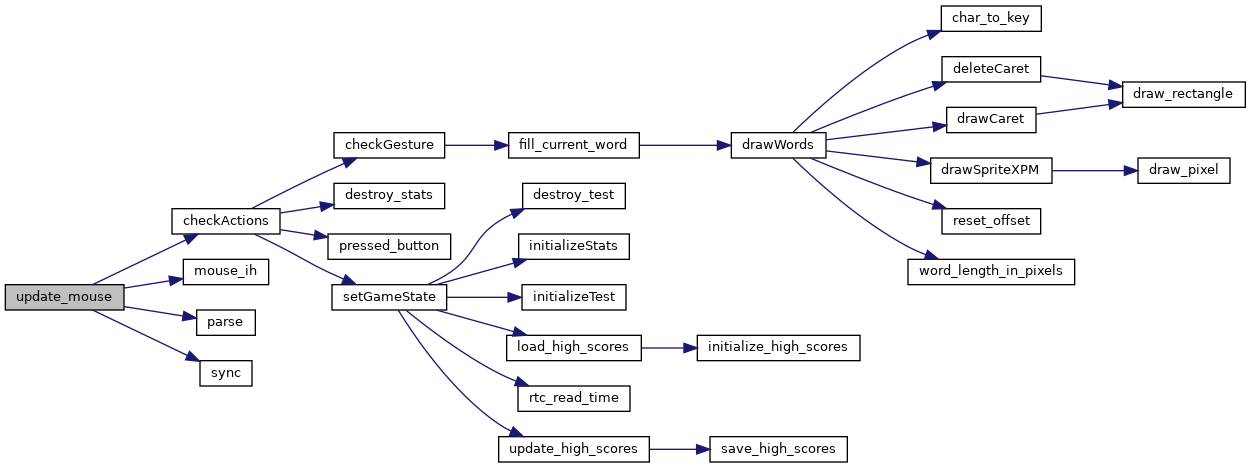 update_mouse
checkActions
mouse_ih
parse
sync
checkGesture
destroy_stats
pressed_button
setGameState
fill_current_word
destroy_test
initializeStats
initializeTest
load_high_scores
rtc_read_time
update_high_scores
drawWords
initialize_high_scores
save_high_scores
char_to_key
deleteCaret
drawCaret
drawSpriteXPM
reset_offset
word_length_in_pixels
draw_rectangle
draw_pixel